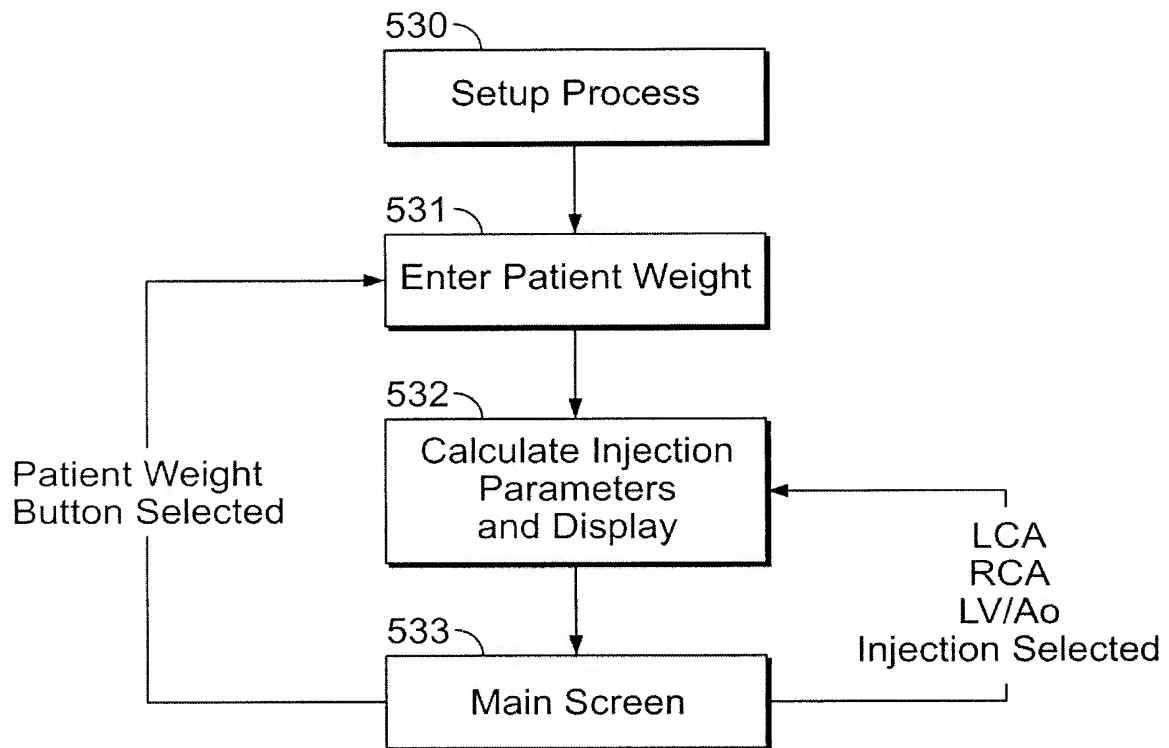 530
Setup Process
531
Enter Patient Weight
532
Calculate Injection
Parameters
and Display
Patient Weight
Button Selected
LCA
RCA
LV/Ao
Injection Selected
533
Main Screen